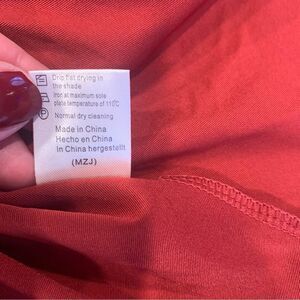 Drip flat drying in
the shade
Iron at maximum sole
plate temperature of 110°C
P Normal dry cleaning
Made in China
Hecho en China
In China hergestellt
(MZJ)